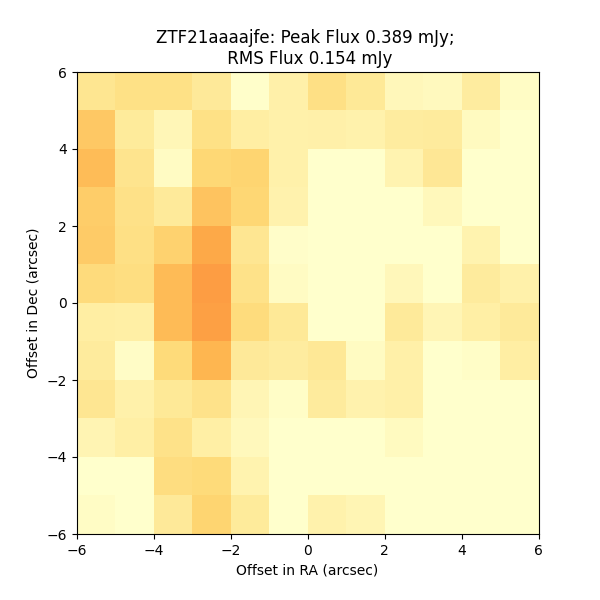 ZTF21aaaajfe: Peak Flux 0.389 mJy;
RMS Flux 0.154 mJy
6
4
2
0
−2
−4
−6
Offset in Dec (arcsec)
−6 −4 −2 0 2 4 6
Offset in RA (arcsec)